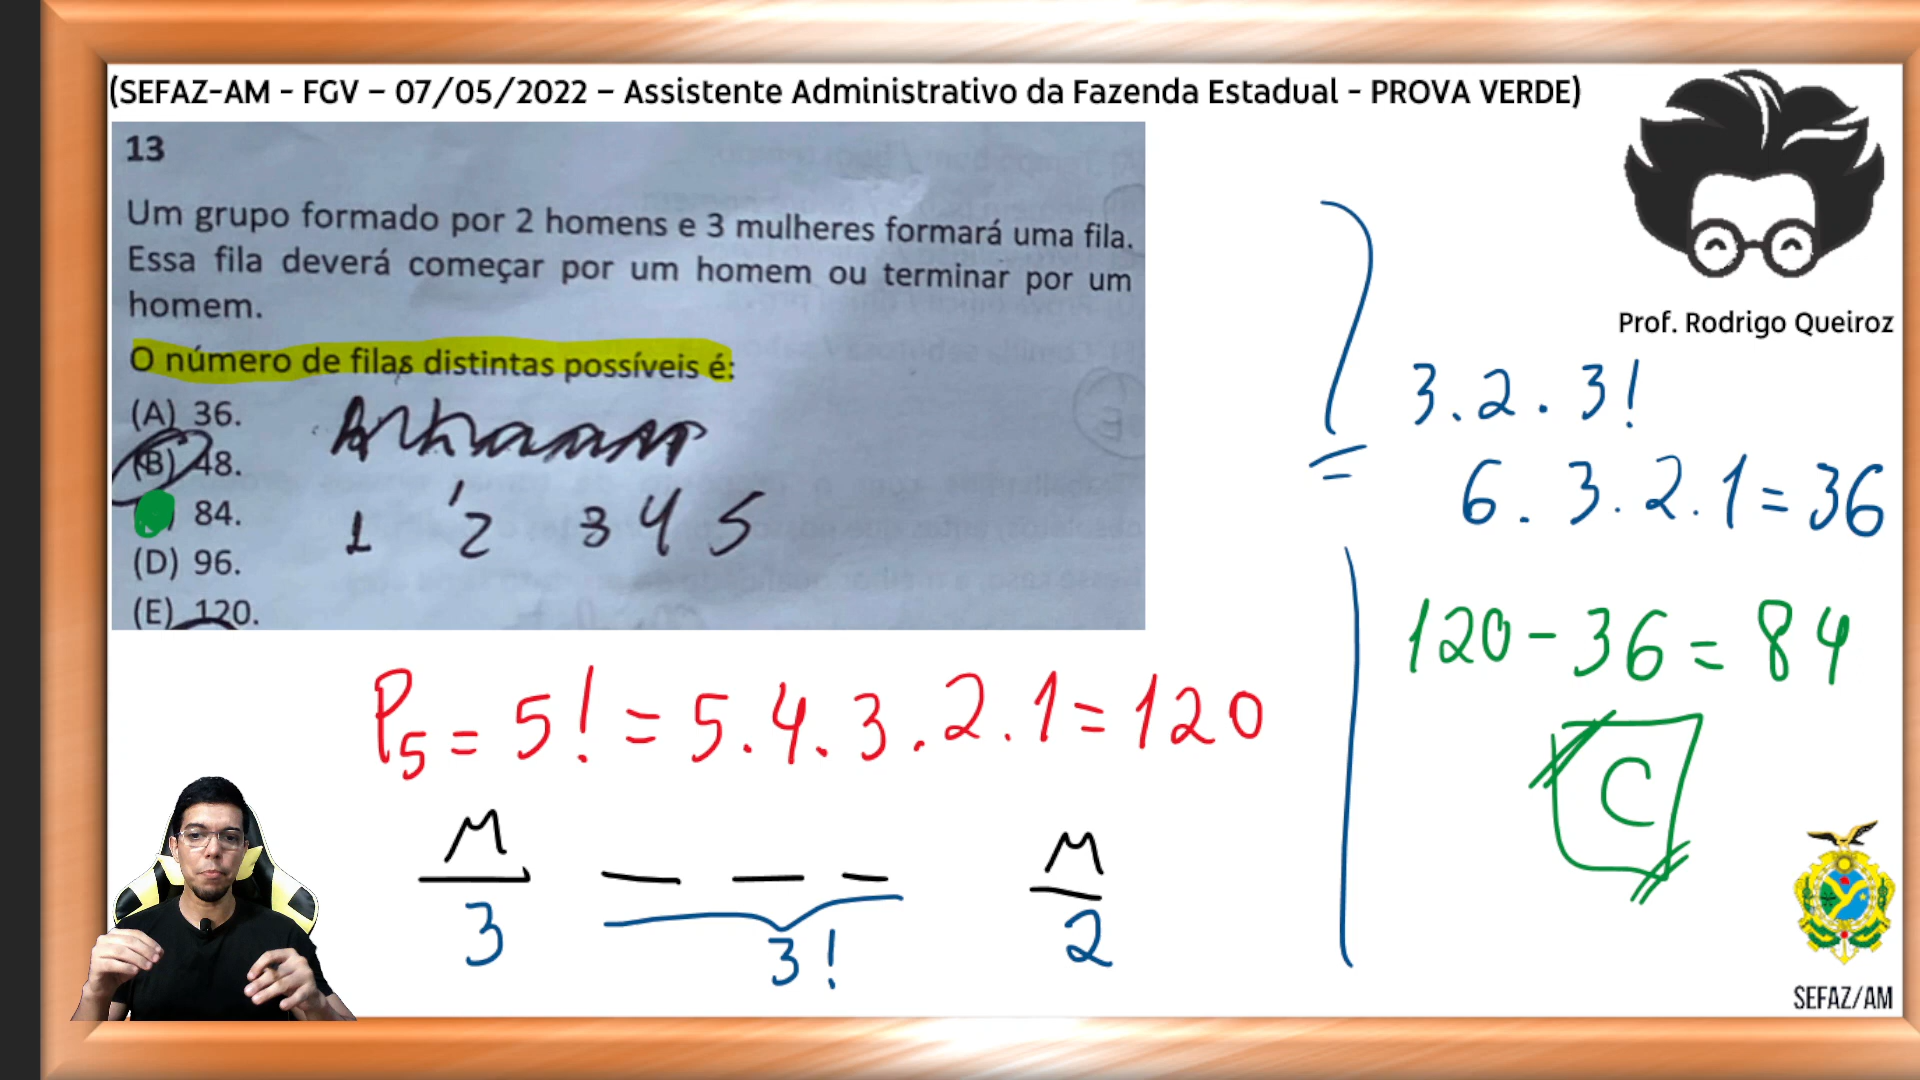 (SEFAZ-AM - FGV – 07/05/2022 – Assistente Administrativo da Fazenda Estadual - PROVA VERDE)
13
Um grupo formado por 2 homens e 3 mulheres formará uma fila.
Essa fila deverá começar por um homem ou terminar por um
homem.
O número de filas distintas possíveis é:
(A) 36.
(B) 48.
) 84.
(D) 96.
(E) 120.
1 2 3 4 5
Prof. Rodrigo Queiroz
3.2.3!
= 6.3.2.1=36
120-36=84
C
P5=5!=5.4.3.2.1=120
M M
3 3! 2
SEFAZ/AM